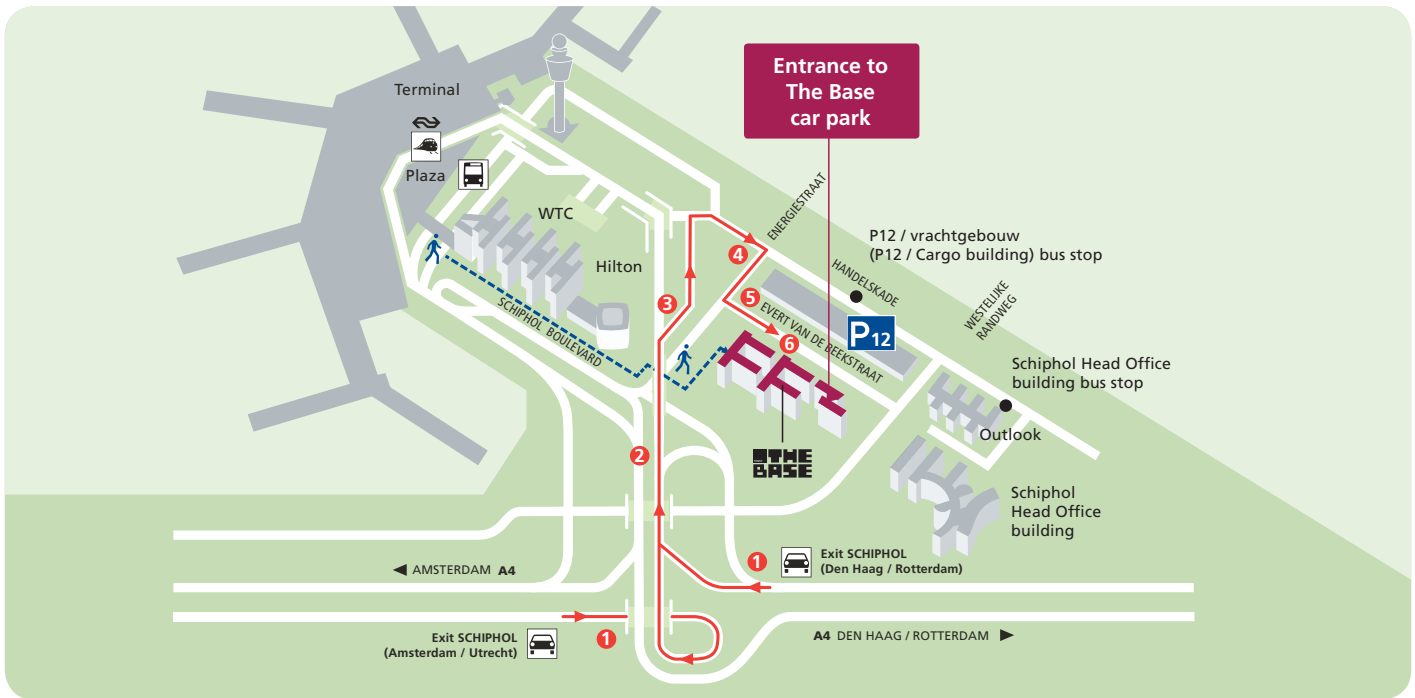 Entrance to
The Base
car park
Terminal
Plaza
WTC
Hilton
SCHIPHOL BOULEVARD
ENERGIESTRAAT
P12 / vrachtgebouw
(P12 / Cargo building) bus stop
HANDELSKADE
WESTELIJKE
RANDWEG
4
3
5
EVERT VAN DE BEEKSTRAAT
6
P12
Schiphol Head Office
building bus stop
Outlook
2
THE
BASE
Schiphol
Head Office
building
1
Exit SCHIPHOL
(Den Haag / Rotterdam)
AMSTERDAM A4
1
Exit SCHIPHOL
(Amsterdam / Utrecht)
A4 DEN HAAG / ROTTERDAM